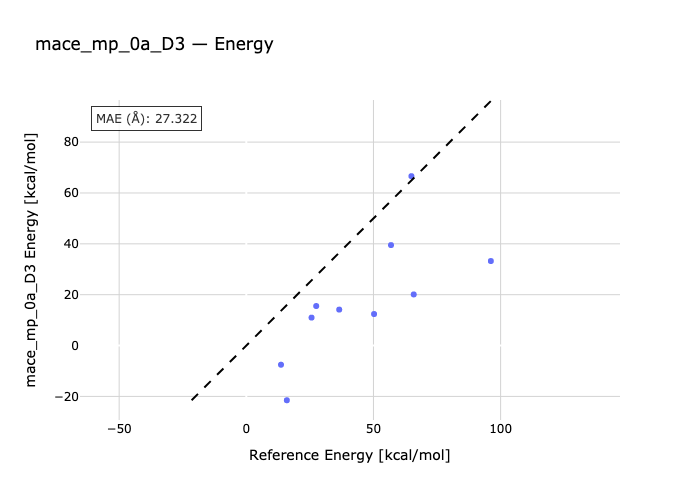 mace_mp_0a_D3 — Energy
MAE (Å): 27.322
mace_mp_0a_D3 Energy [kcal/mol]
80
60
40
20
0
−20
−50
0
50
100
Reference Energy [kcal/mol]